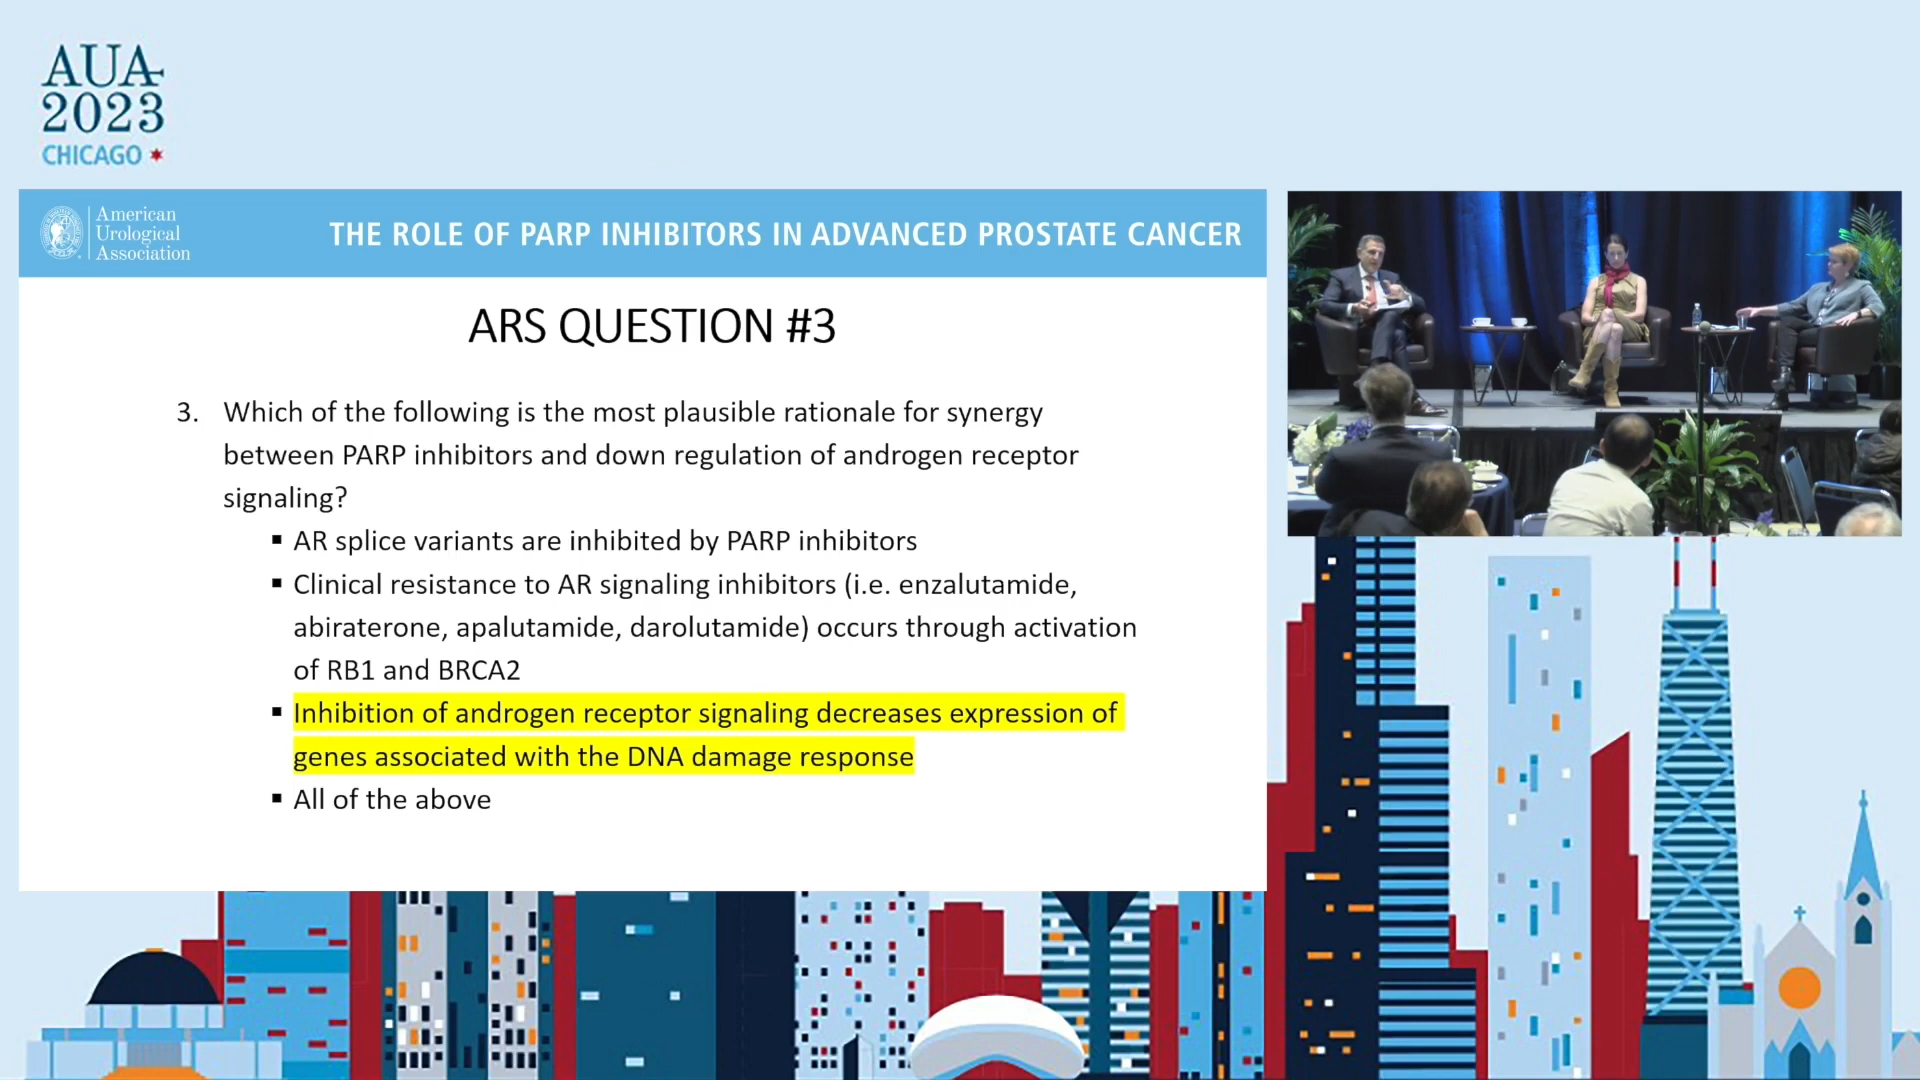 AUA
2023
CHICAGO
American
Urological
Association
THE ROLE OF PARP INHIBITORS IN ADVANCED PROSTATE CANCER
ARS QUESTION #3
3. Which of the following is the most plausible rationale for synergy
between PARP inhibitors and down regulation of androgen receptor
signaling?
▪ AR splice variants are inhibited by PARP inhibitors
▪ Clinical resistance to AR signaling inhibitors (i.e. enzalutamide,
abiraterone, apalutamide, darolutamide) occurs through activation
of RB1 and BRCA2
▪ Inhibition of androgen receptor signaling decreases expression of
genes associated with the DNA damage response
▪ All of the above